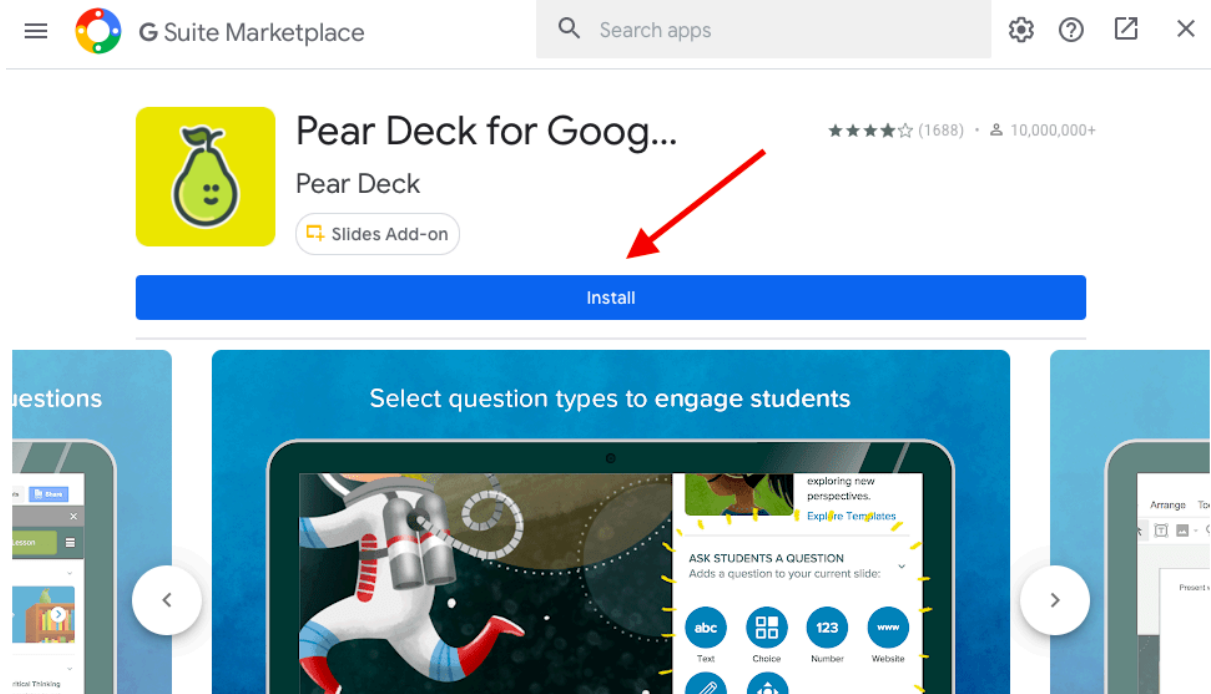 G Suite Marketplace
Search apps
Pear Deck for Goog...
(1688)
10,000,000+
Pear Deck
Slides Add-on
Install
Select question types to engage students
Share
exploring new
perspectives.
Explore Templates
ASK STUDENTS A QUESTION
Adds a question to your current slide:
abc
123
www
Text
Choice
Number
Website
Arrange